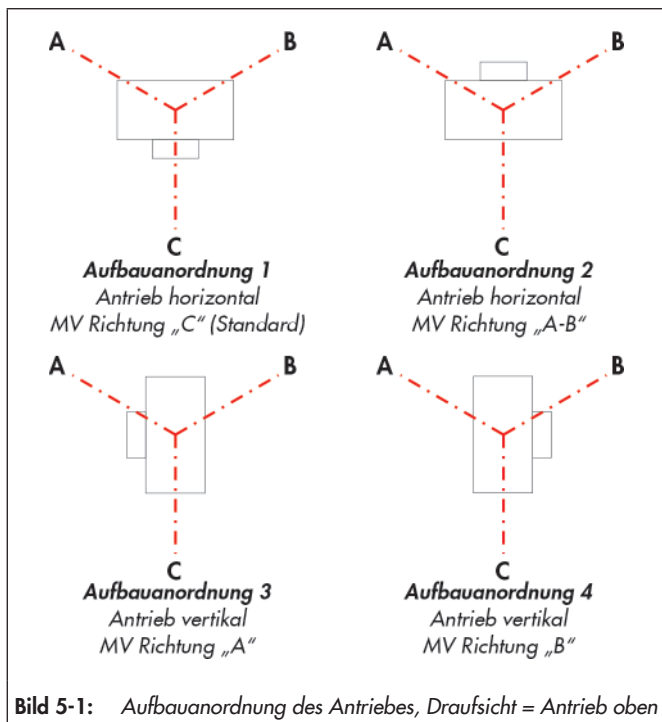 A B
C
Aufbauanordnung 1
Antrieb horizontal
MV Richtung „C“ (Standard)
A B
C
Aufbauanordnung 2
Antrieb horizontal
MV Richtung „A-B“
A B
C
Aufbauanordnung 3
Antrieb vertikal
MV Richtung „A“
A B
C
Aufbauanordnung 4
Antrieb vertikal
MV Richtung „B“
Bild 5-1: Aufbauanordnung des Antriebes, Draufsicht = Antrieb oben